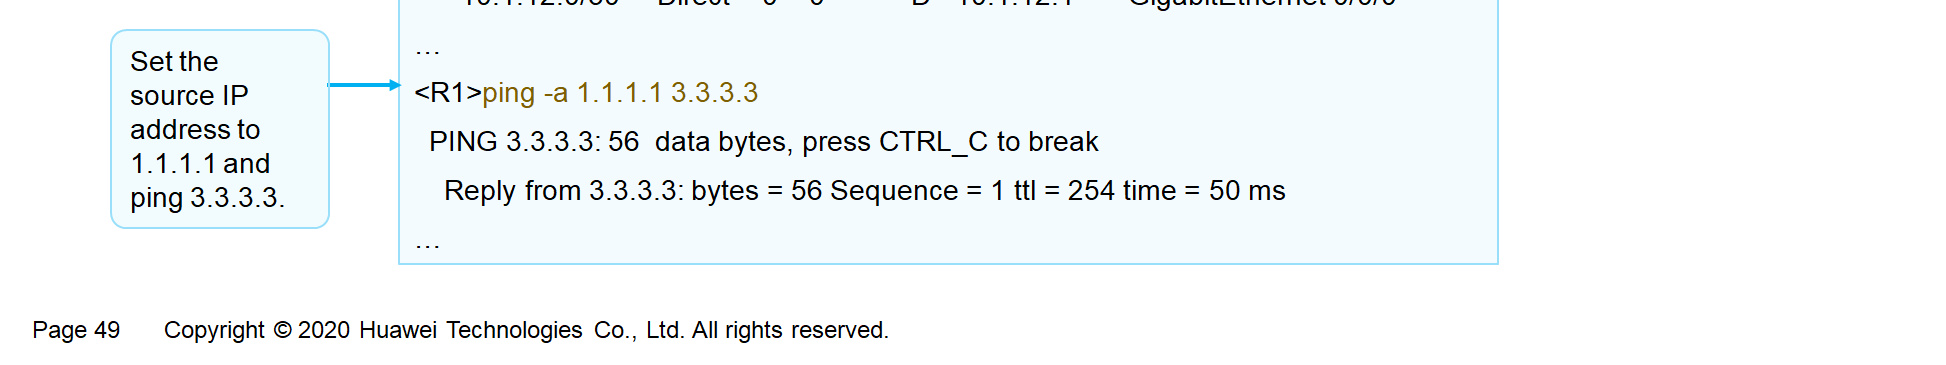 ...
Set the
source IP
address to
1.1.1.1 and
ping 3.3.3.3.
<R1>ping -a 1.1.1.1 3.3.3.3
PING 3.3.3.3: 56 data bytes, press CTRL_C to break
Reply from 3.3.3.3: bytes = 56 Sequence = 1 ttl = 254 time = 50 ms
...
Page 49 Copyright © 2020 Huawei Technologies Co., Ltd. All rights reserved.